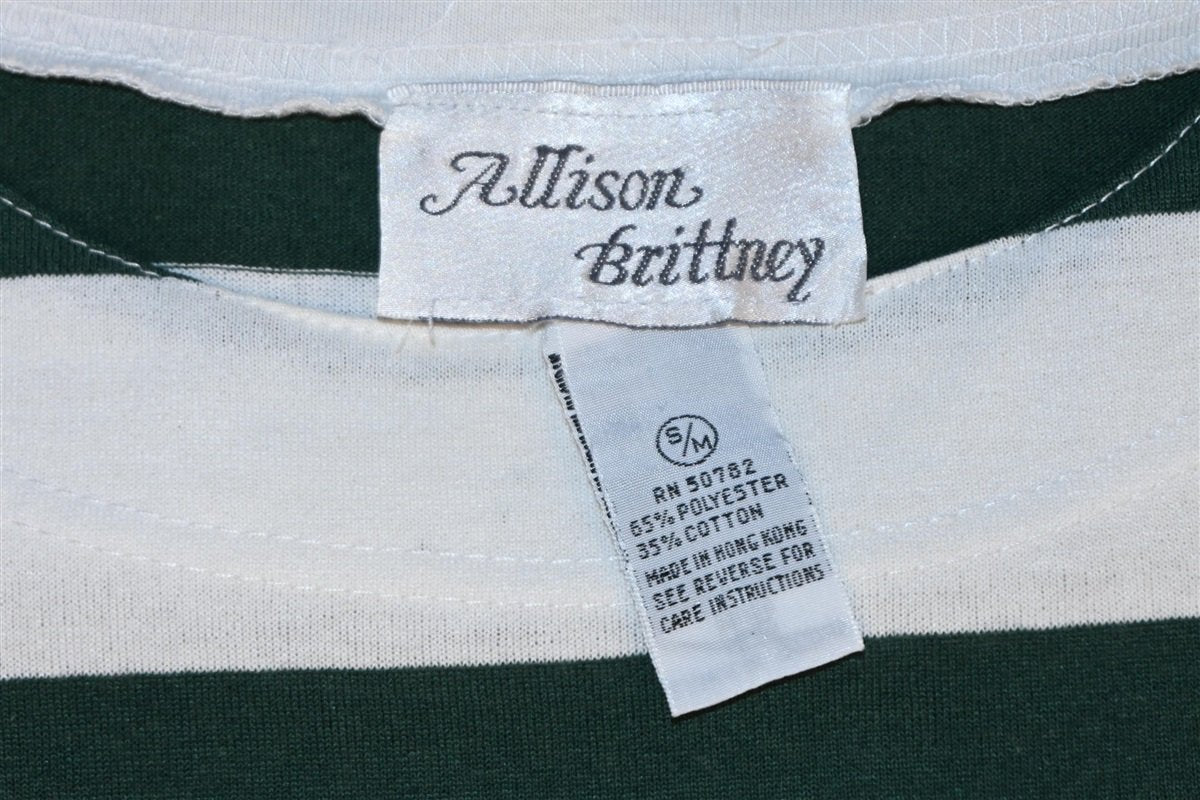 Allison
Brittney
S/M
RN 50782
65% POLYESTER
35% COTTON
MADE IN HONG KONG
SEE REVERSE FOR
CARE INSTRUCTIONS